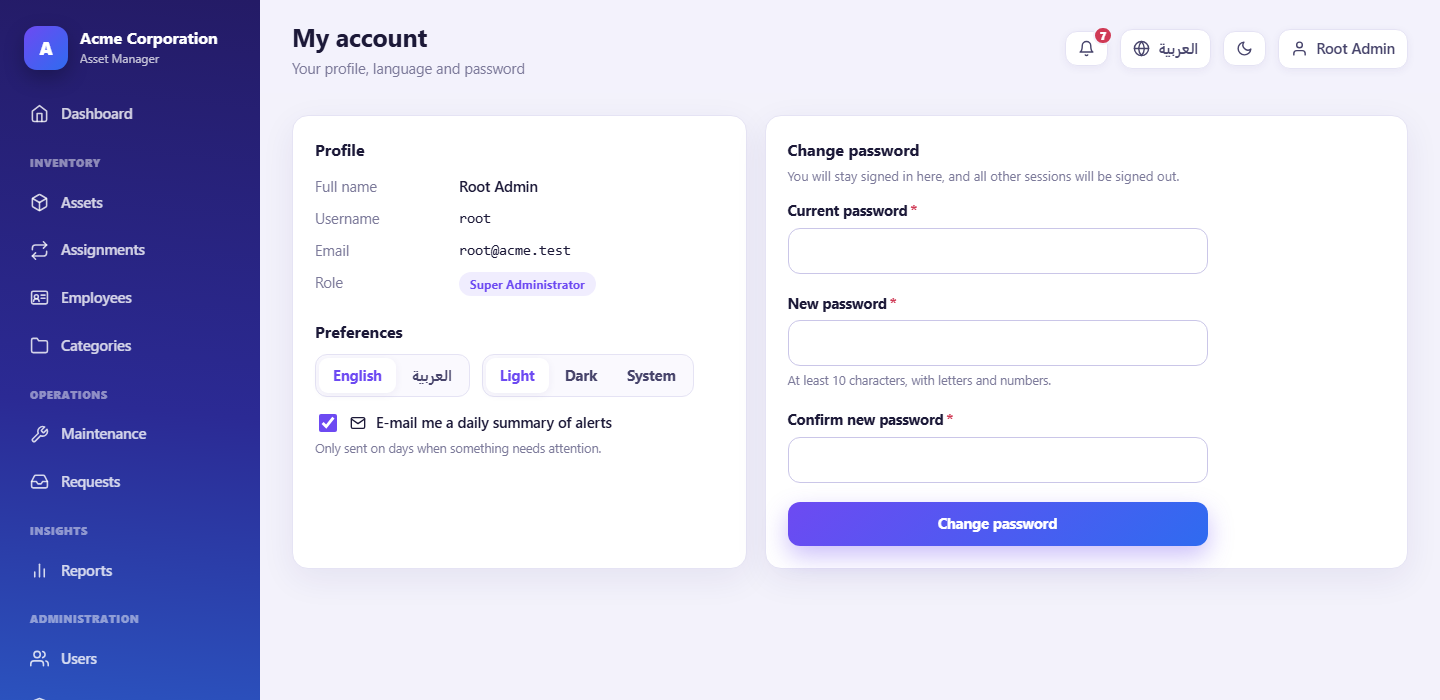 A
Acme Corporation
Asset Manager
Dashboard
INVENTORY
Assets
Assignments
Employees
Categories
OPERATIONS
Maintenance
Requests
INSIGHTS
Reports
ADMINISTRATION
Users
My account
Your profile, language and password
7
العربية
Root Admin
Profile
Full name Root Admin
Username root
Email root@acme.test
Role Super Administrator
Preferences
English العربية Light Dark System
E-mail me a daily summary of alerts
Only sent on days when something needs attention.
Change password
You will stay signed in here, and all other sessions will be signed out.
Current password *
New password *
At least 10 characters, with letters and numbers.
Confirm new password *
Change password